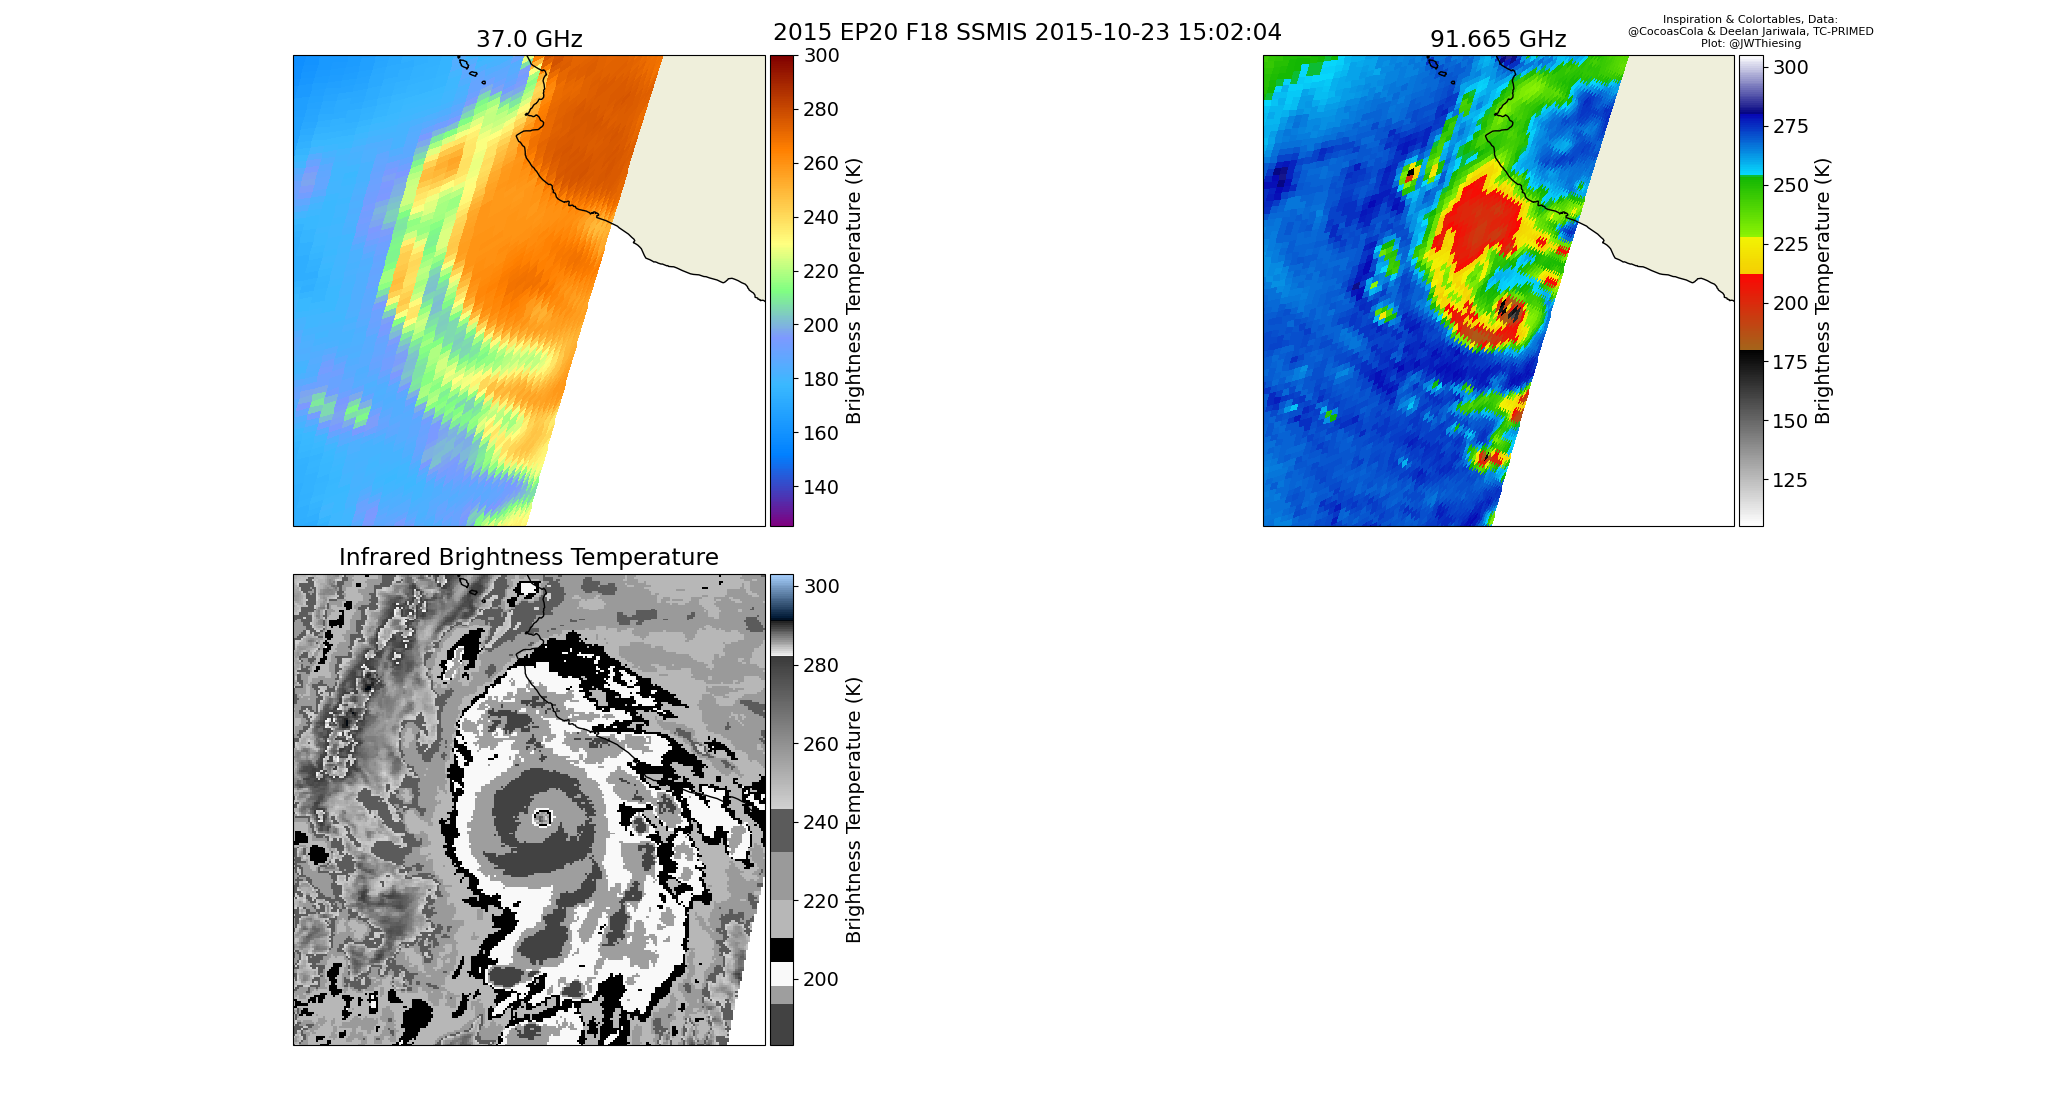 2015 EP20 F18 SSMIS 2015-10-23 15:02:04
Inspiration & Colortables, Data:
@CocoasCola & Deelan Jariwala, TC-PRIMED
Plot: @JWThiesing
37.0 GHz
300
280
260
240
220
200
180
160
140
Brightness Temperature (K)
91.665 GHz
300
275
250
225
200
175
150
125
Brightness Temperature (K)
Infrared Brightness Temperature
300
280
260
240
220
200
Brightness Temperature (K)